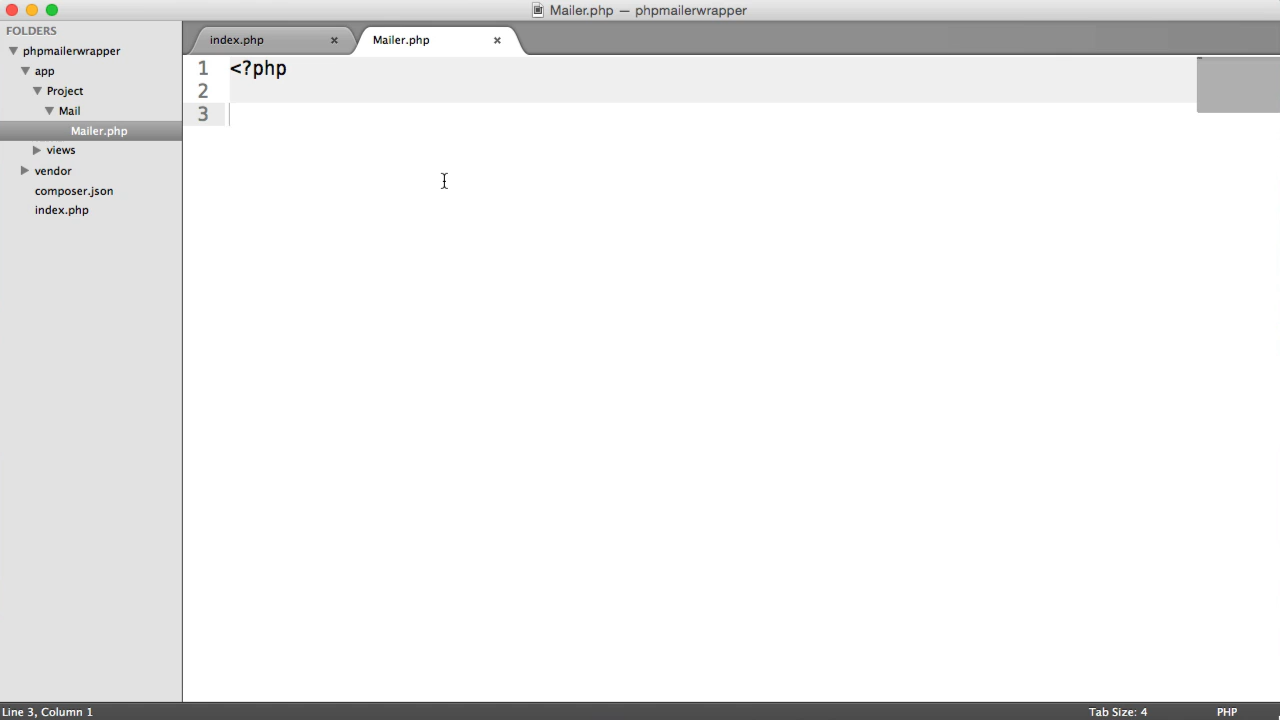 Mailer.php — phpmailerwrapper
FOLDERS
phpmailerwrapper
app
Project
Mail
Mailer.php
views
vendor
composer.json
index.php
index.php ×
Mailer.php ×
1 <?php
2
3
Line 3, Column 1
Tab Size: 4
PHP